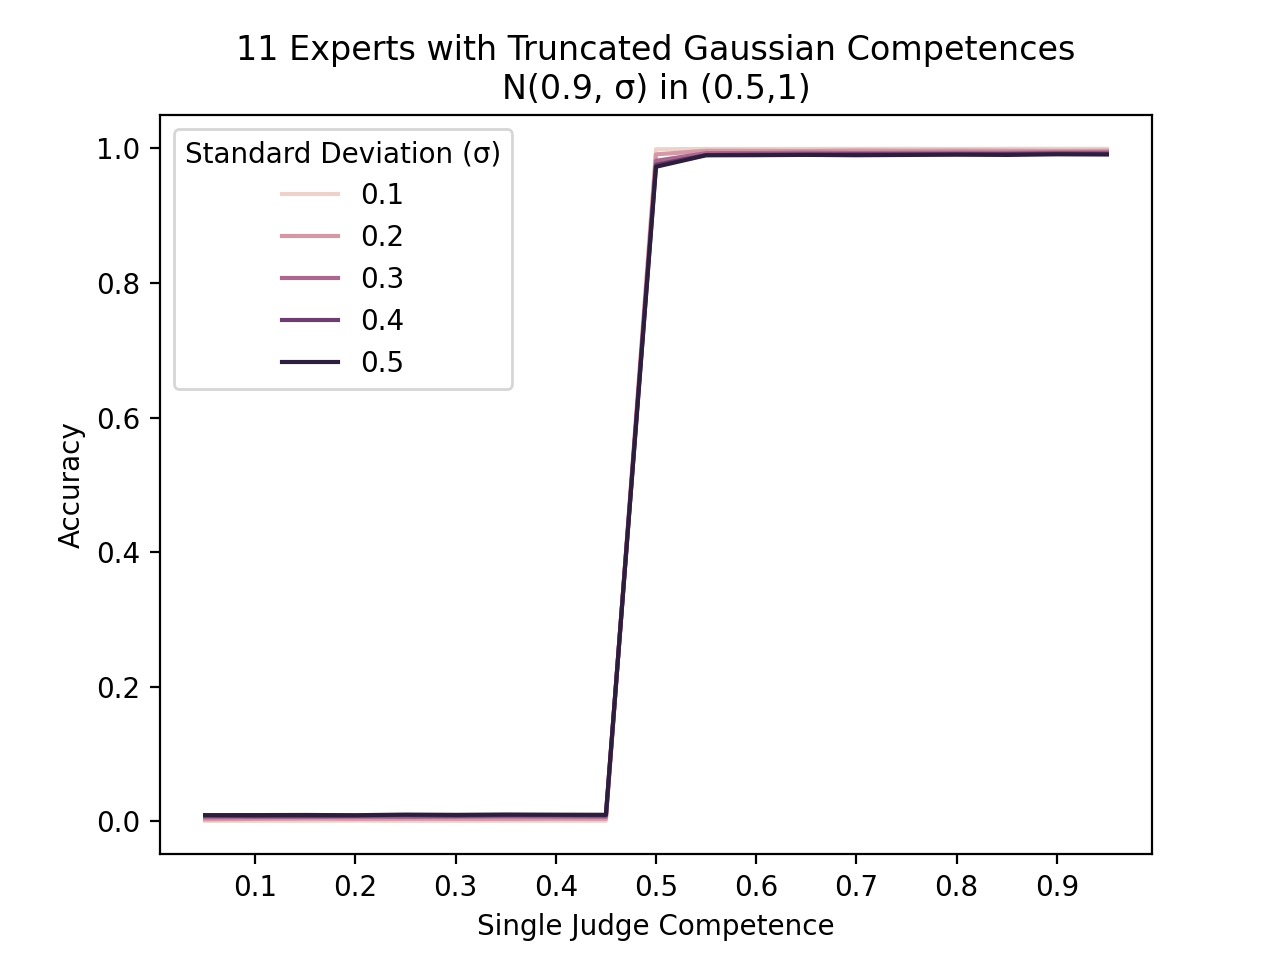 11 Experts with Truncated Gaussian Competences
N(0.9, σ) in (0.5,1)
Standard Deviation (σ)
0.1
0.2
0.3
0.4
0.5
Accuracy
1.0
0.8
0.6
0.4
0.2
0.0
0.1 0.2 0.3 0.4 0.5 0.6 0.7 0.8 0.9
Single Judge Competence